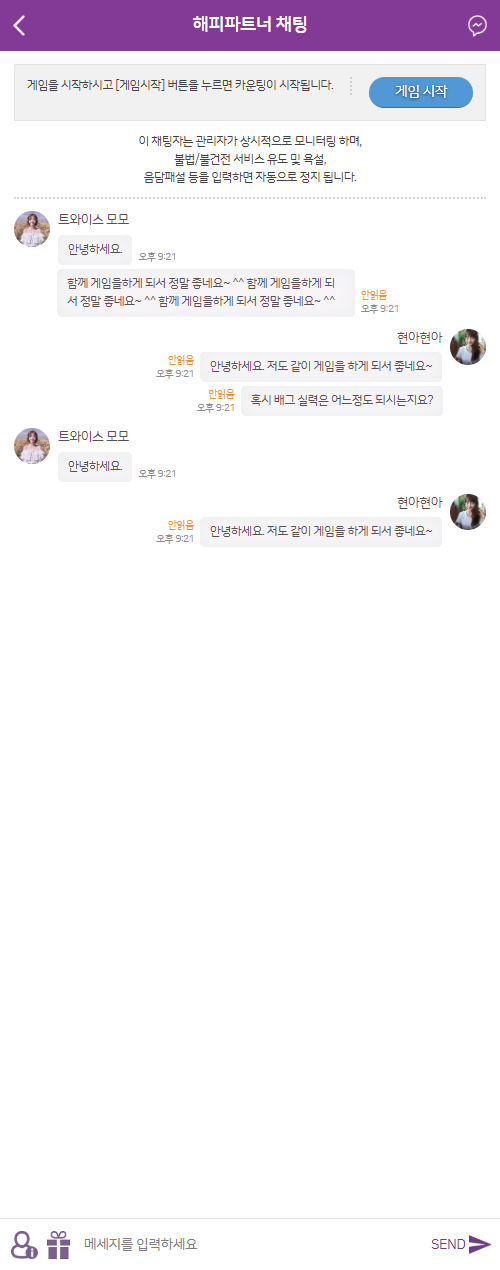 해피파트너 채팅
게임을 시작하시고 [게임시작] 버튼을 누르면 카운팅이 시작됩니다.
게임 시작
이 채팅자는 관리자가 상시적으로 모니터링 하며,
불법/불건전 서비스 유도 및 욕설,
음담패설 등을 입력하면 자동으로 정지 됩니다.
트와이스 모모
안녕하세요.
오후 9:21
함께 게임을하게 되서 정말 좋네요~ ^^ 함께 게임을하게 되
서 정말 좋네요~ ^^ 함께 게임을하게 되서 정말 좋네요~ ^^
안읽음
오후 9:21
현아현아
안읽음
오후 9:21
안녕하세요. 저도 같이 게임을 하게 되서 좋네요~
안읽음
오후 9:21
혹시 배그 실력은 어느정도 되시는지요?
트와이스 모모
안녕하세요.
오후 9:21
현아현아
안읽음
오후 9:21
안녕하세요. 저도 같이 게임을 하게 되서 좋네요~
메세지를 입력하세요
SEND